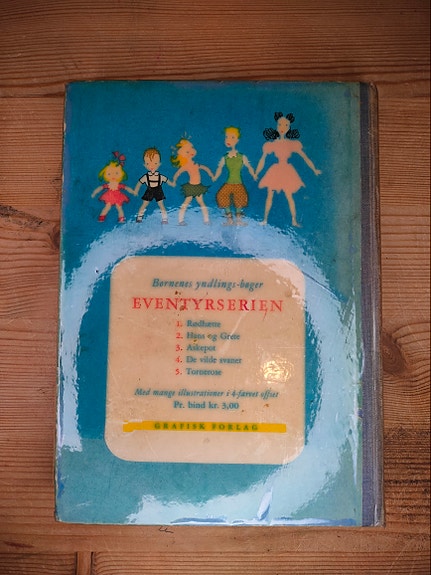 Børnenes yndlings-bøger
EVENTYRSERIEN
1. Rødhætte
2. Hans og Grete
3. Askepot
4. De vilde svaner
5. Tornerose
Med mange illustrationer i 4-farvet offset
Pr. bind kr. 3,00
GRAFISK FORLAG